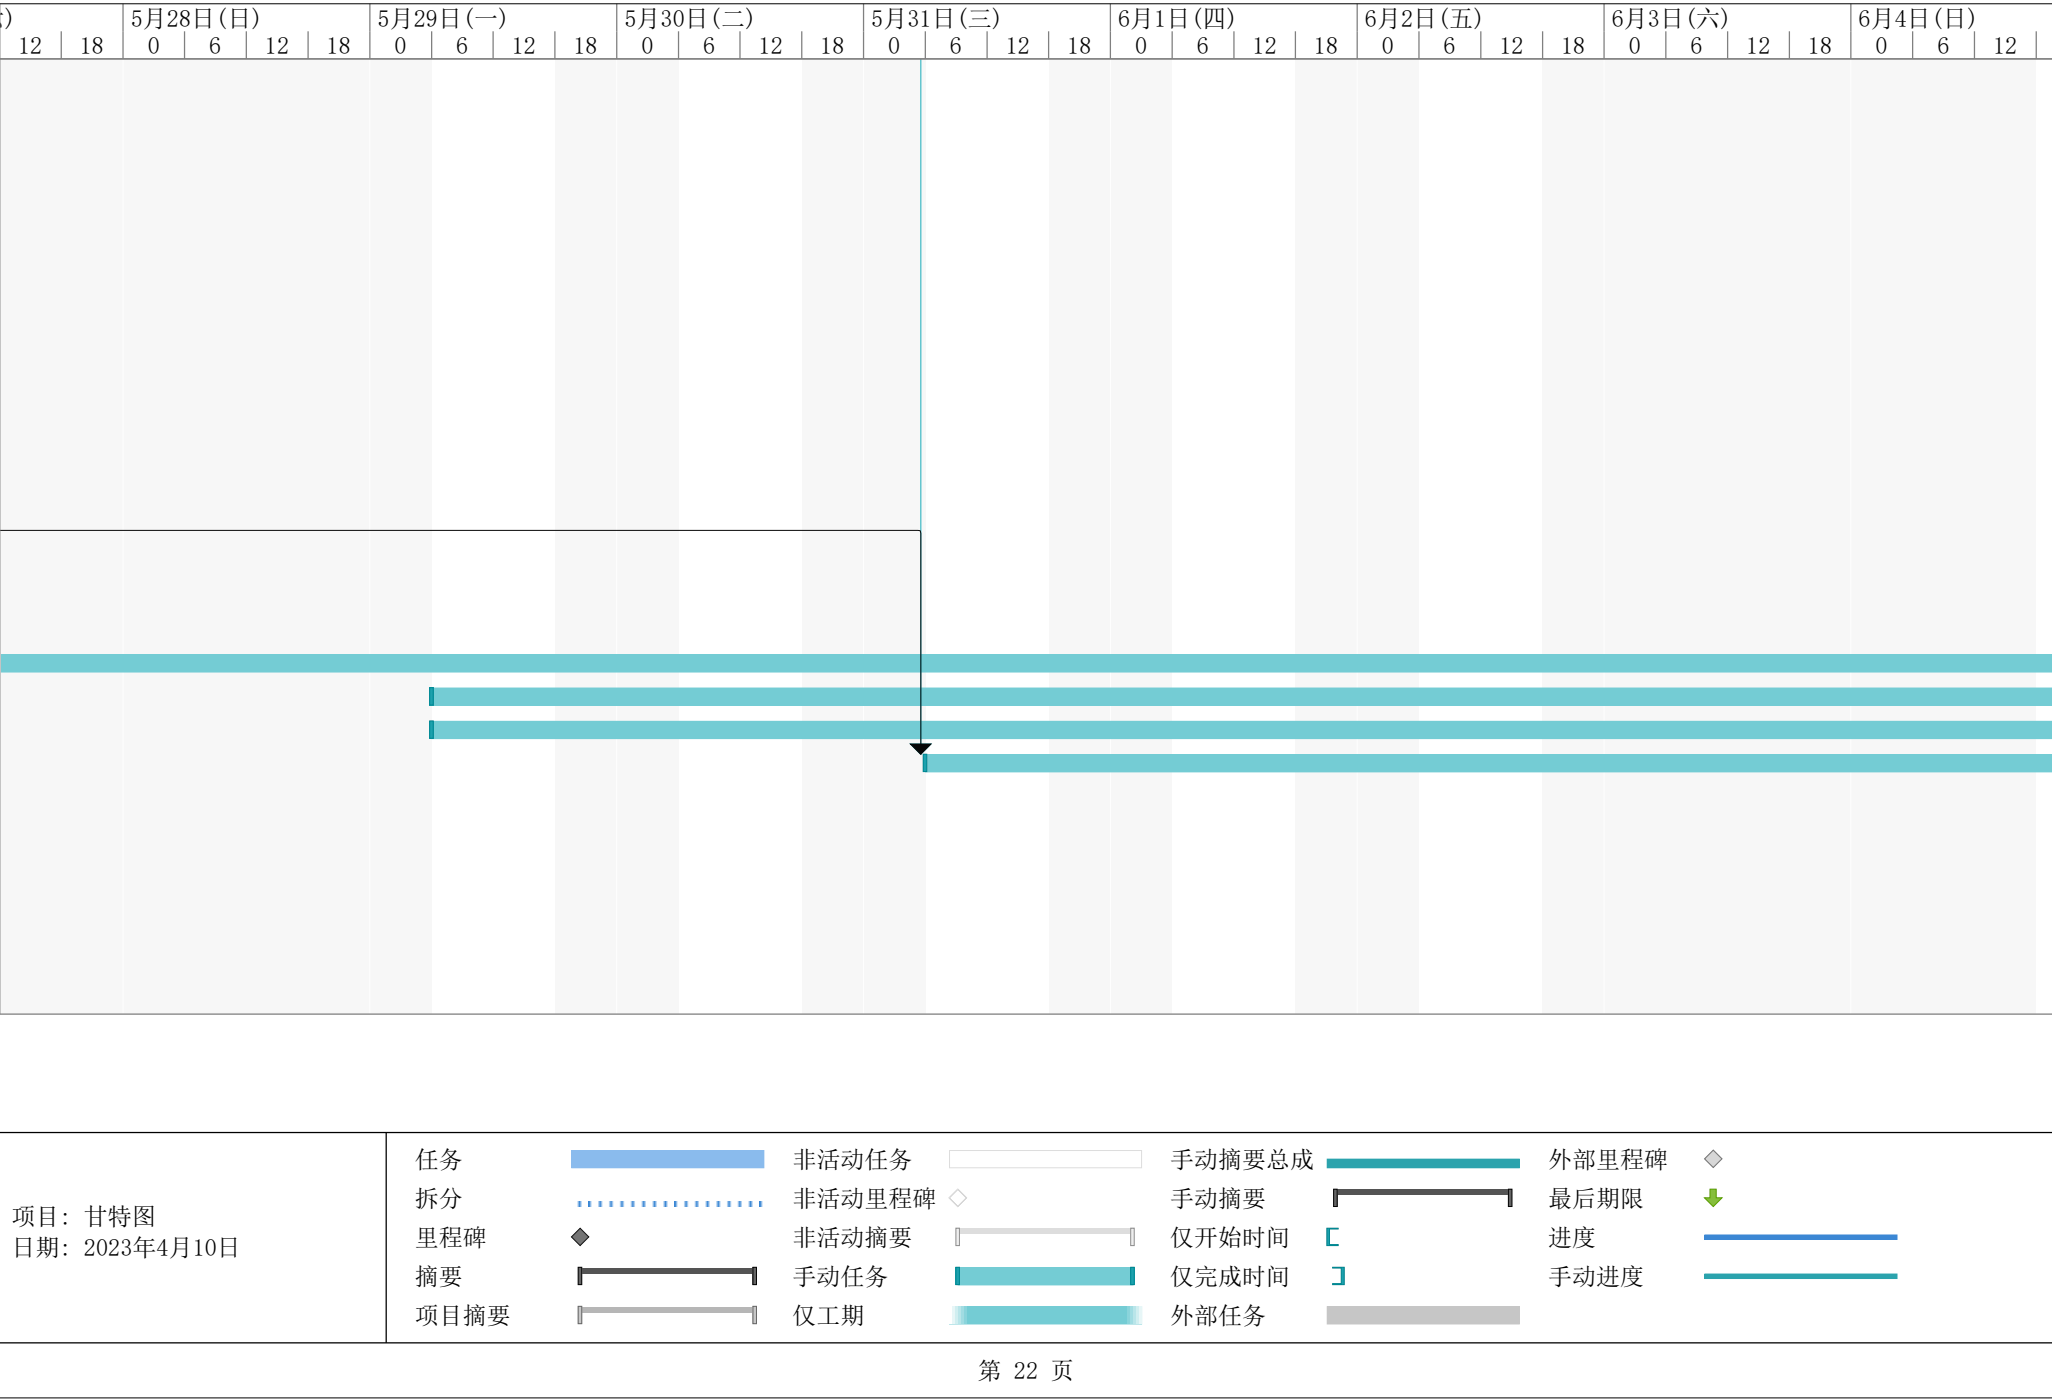 5月28日(日) 5月29日(一) 5月30日(二) 5月31日(三) 6月1日(四) 6月2日(五) 6月3日(六) 6月4日(日)
12 18 0 6 12 18 0 6 12 18 0 6 12 18 0 6 12 18 0 6 12 18 0 6 12 18 0 6 12 18 0 6 12
项目: 甘特图
日期: 2023年4月10日
任务
拆分
里程碑
摘要
项目摘要
非活动任务
非活动里程碑
非活动摘要
手动任务
仅工期
手动摘要总成
手动摘要
仅开始时间
仅完成时间
外部任务
外部里程碑
最后期限
进度
手动进度
第 22 页